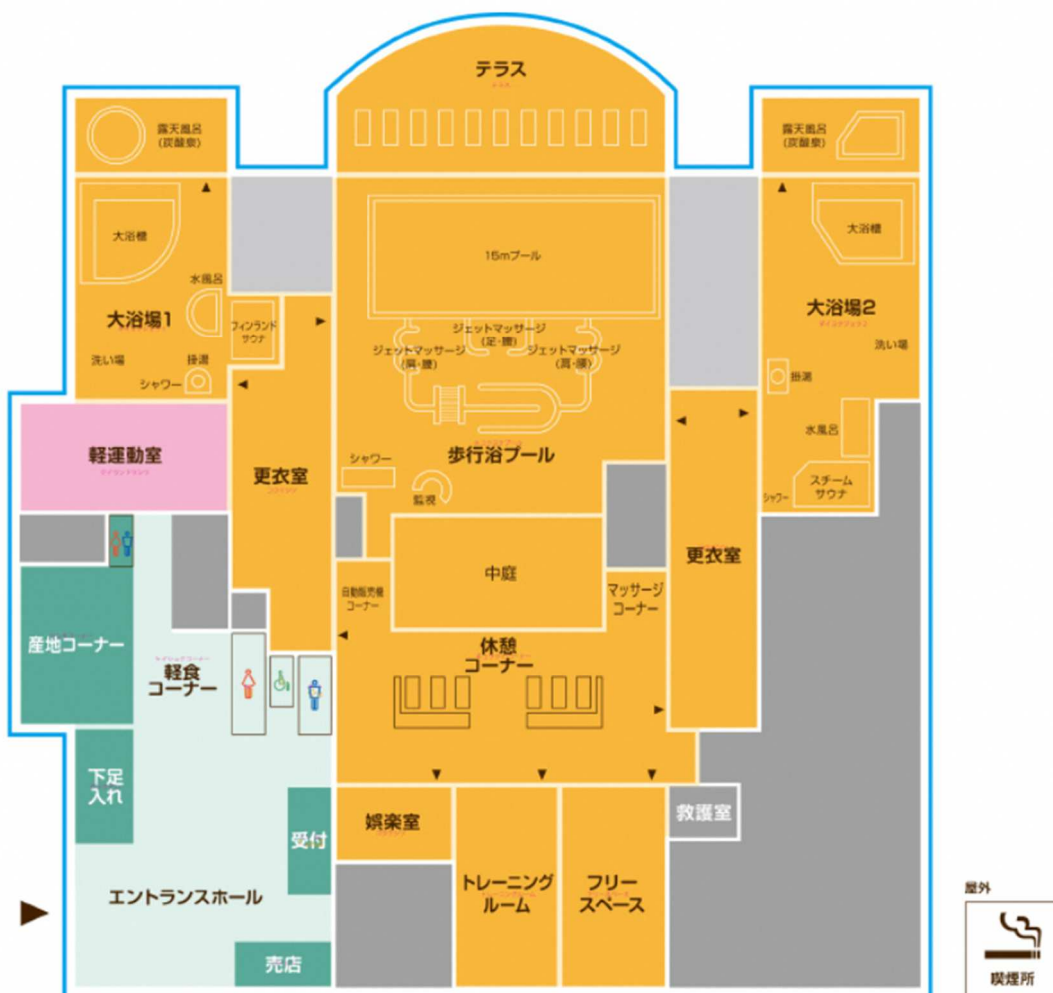 テラス
露天風呂
(炭酸泉)
露天風呂
(炭酸泉)
大浴槽
大浴槽
15mプール
水風呂
大浴場1
フィンランド
サウナ
ジェットマッサージ
(足・腰)
ジェットマッサージ
(肩・腰)
ジェットマッサージ
(肩・腰)
大浴場2
洗い場
洗い場
掛湯
シャワー
掛湯
水風呂
軽運動室
更衣室
シャワー
歩行浴プール
監視
スチーム
サウナ
シャワー
更衣室
中庭
自動販売機
コーナー
マッサージ
コーナー
産地コーナー
軽食
コーナー
休憩
コーナー
下足
入れ
受付
娯楽室
救護室
エントランスホール
トレーニング
ルーム
フリー
スペース
売店
屋外
喫煙所